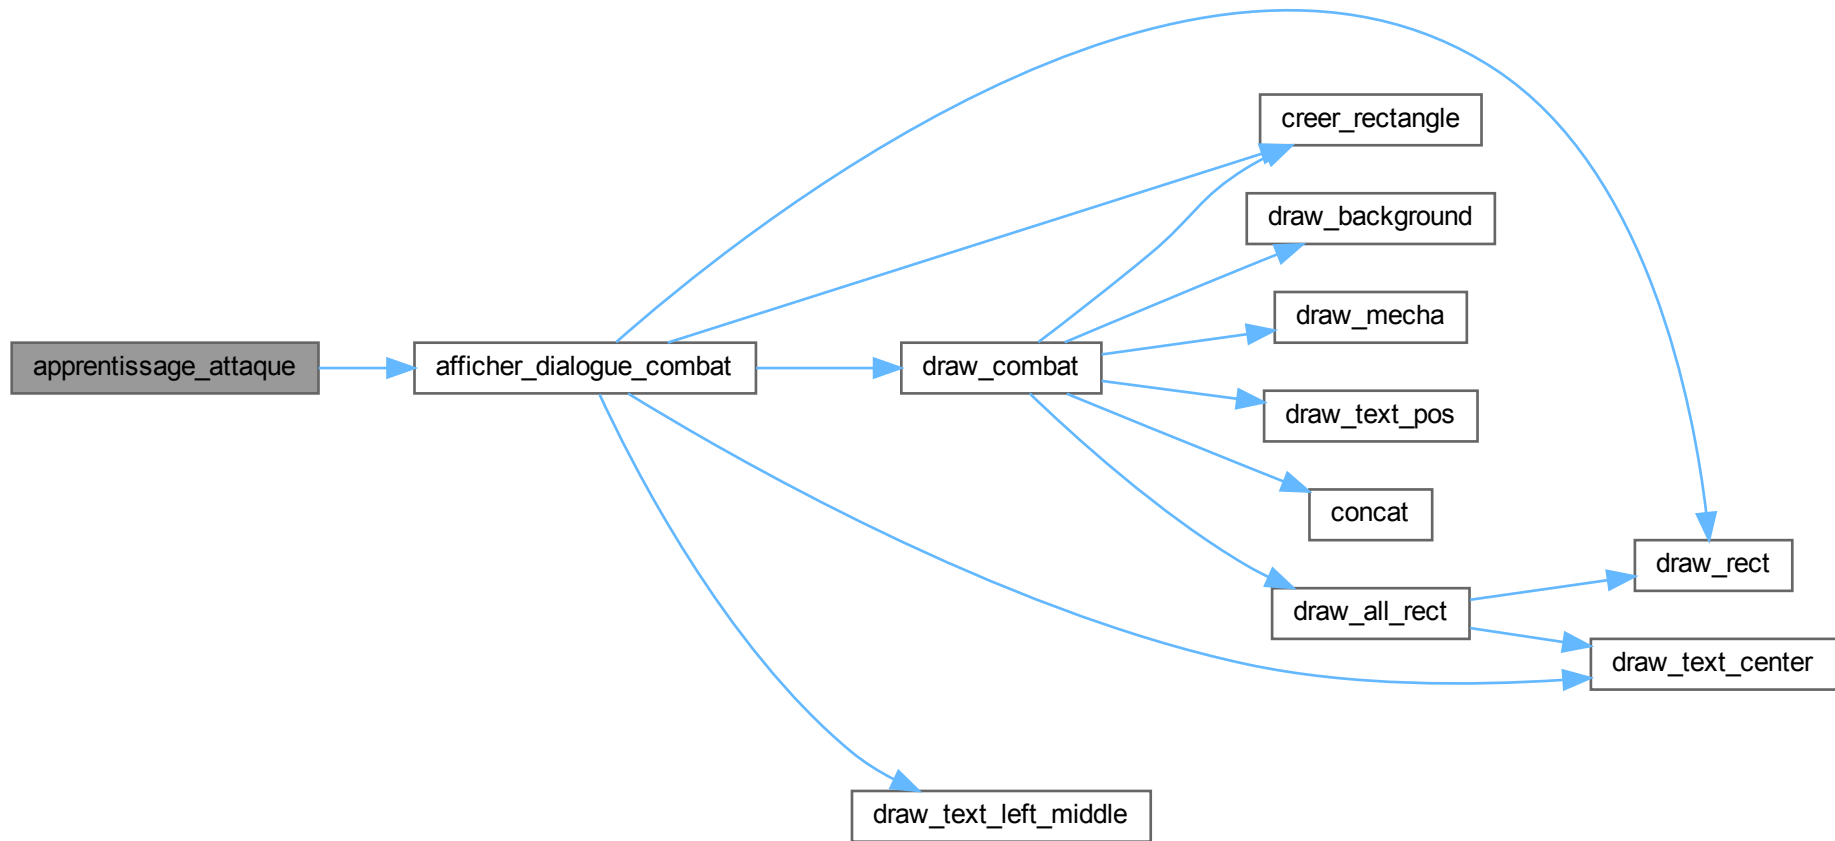 creer_rectangle
draw_background
draw_mecha
apprentissage_attaque
afficher_dialogue_combat
draw_combat
draw_text_pos
concat
draw_rect
draw_all_rect
draw_text_center
draw_text_left_middle